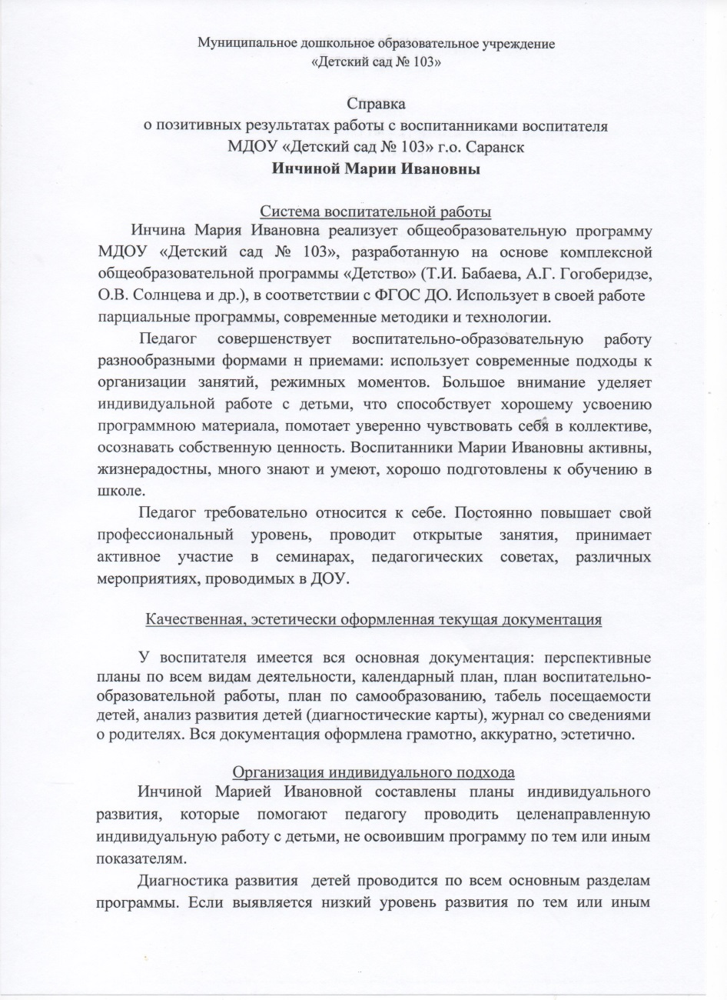 Муниципальное дошкольное образовательное учреждение
«Детский сад № 103»
Справка
о позитивных результатах работы с воспитанниками воспитателя
МДОУ «Детский сад № 103» г.о. Саранск
Инчиной Марии Ивановны
Система воспитательной работы
Инчина Мария Ивановна реализует общеобразовательную программу
МДОУ «Детский сад № 103», разработанную на основе комплексной
общеобразовательной программы «Детство» (Т.И. Бабаева, А.Г. Гогоберидзе,
О.В. Солнцева и др.), в соответствии с ФГОС ДО. Использует в своей работе
парциальные программы, современные методики и технологии.
Педагог совершенствует воспитательно-образовательную работу
разнообразными формами н приемами: использует современные подходы к
организации занятий, режимных моментов. Большое внимание уделяет
индивидуальной работе с детьми, что способствует хорошему усвоению
программною материала, помотает уверенно чувствовать себя в коллективе,
осознавать собственную ценность. Воспитанники Марии Ивановны активны,
жизнерадостны, много знают и умеют, хорошо подготовлены к обучению в
школе.
Педагог требовательно относится к себе. Постоянно повышает свой
профессиональный уровень, проводит открытые занятия, принимает
активное участие в семинарах, педагогических советах, различных
мероприятиях, проводимых в ДОУ.
Качественная, эстетически оформленная текущая документация
У воспитателя имеется вся основная документация: перспективные
планы по всем видам деятельности, календарный план, план воспитательно-
образовательной работы, план по самообразованию, табель посещаемости
детей, анализ развития детей (диагностические карты), журнал со сведениями
о родителях. Вся документация оформлена грамотно, аккуратно, эстетично.
Организация индивидуального подхода
Инчиной Марией Ивановной составлены планы индивидуального
развития, которые помогают педагогу проводить целенаправленную
индивидуальную работу с детьми, не освоившим программу по тем или иным
показателям.
Диагностика развития детей проводится по всем основным разделам
программы. Если выявляется низкий уровень развития по тем или иным